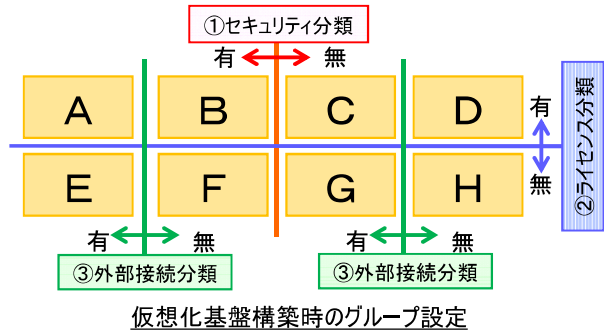 ①セキュリティ分類
有 無
A B C D
有
②ライセンス分類
無
E F G H
有 無 有 無
③外部接続分類 ③外部接続分類
仮想化基盤構築時のグループ設定